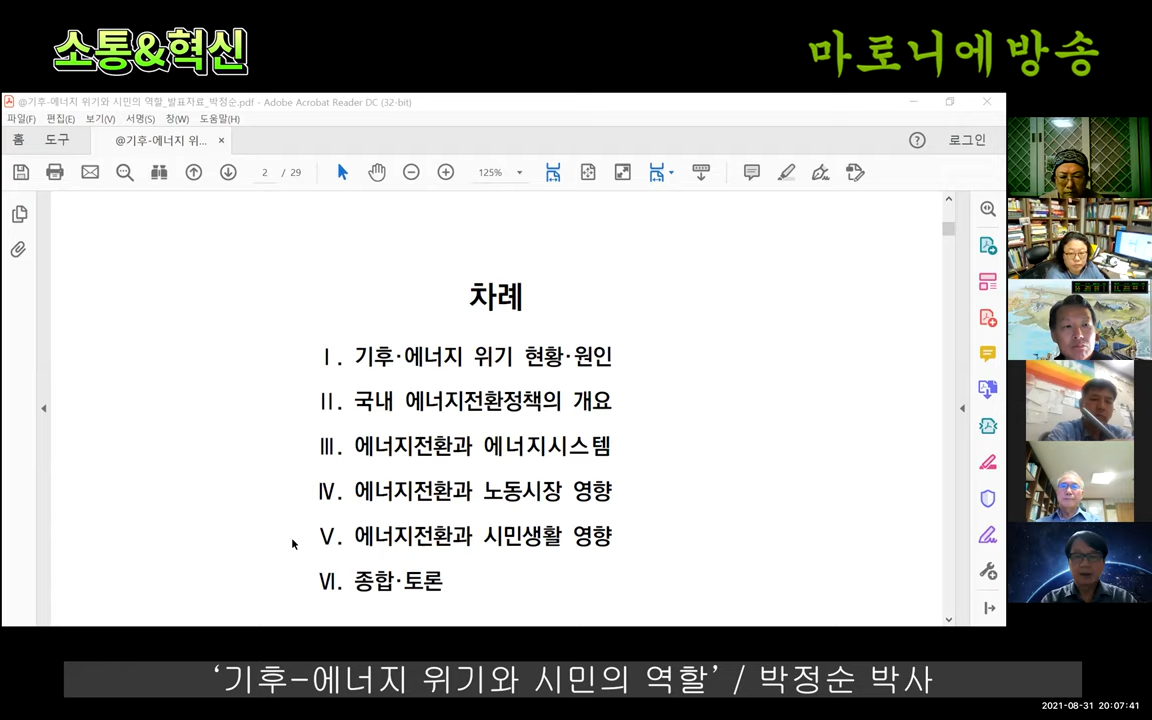 소통&혁신
마로니에방송
@기후-에너지 위기와 시민의 역할_발표자료_박정순.pdf - Adobe Acrobat Reader DC (32-bit)
파일(F) 편집(E) 보기(V) 서명(S) 창(W) 도움말(H)
홈 도구 @기후-에너지 위... × 로그인
2 / 29 125%
차례
Ⅰ. 기후·에너지 위기 현황·원인
Ⅱ. 국내 에너지전환정책의 개요
Ⅲ. 에너지전환과 에너지시스템
Ⅳ. 에너지전환과 노동시장 영향
Ⅴ. 에너지전환과 시민생활 영향
Ⅵ. 종합·토론
‘기후-에너지 위기와 시민의 역할’ / 박정순 박사
2021-08-31 20:07:41